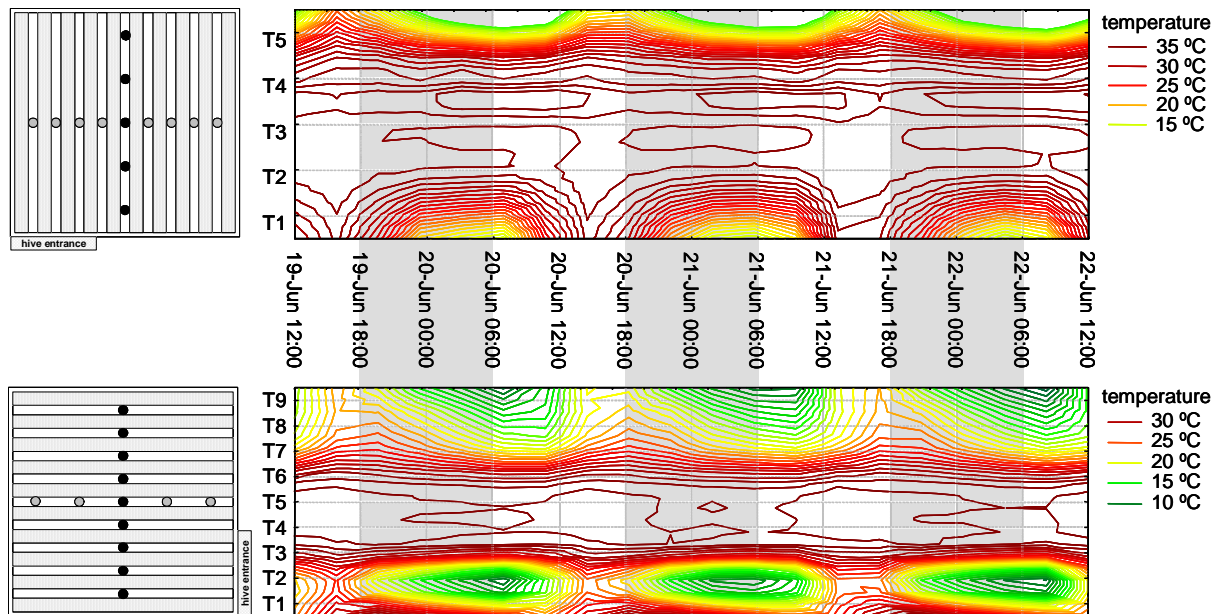 temperature
35 ºC
30 ºC
25 ºC
20 ºC
15 ºC
T5
T4
T3
T2
T1
hive entrance
19-Jun 12:00
19-Jun 18:00
20-Jun 00:00
20-Jun 06:00
20-Jun 12:00
20-Jun 18:00
21-Jun 00:00
21-Jun 06:00
21-Jun 12:00
21-Jun 18:00
22-Jun 00:00
22-Jun 06:00
22-Jun 12:00
temperature
30 ºC
25 ºC
20 ºC
15 ºC
10 ºC
T9
T8
T7
T6
T5
T4
T3
T2
T1
hive entrance